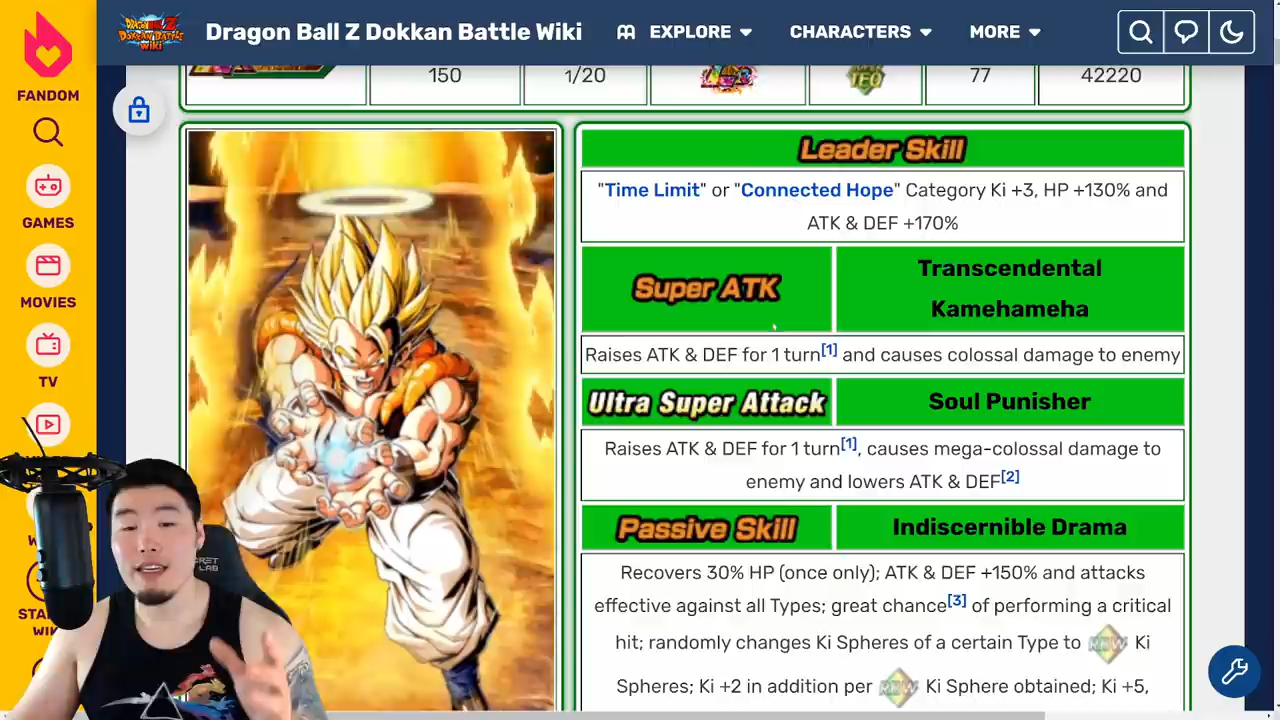 DRAGON BALL Z DOKKAN BATTLE WIKI
Dragon Ball Z Dokkan Battle Wiki
EXPLORE
CHARACTERS
MORE
FANDOM
GAMES
MOVIES
TV
150
1/20
TEQ
77
42220
Leader Skill
"Time Limit" or "Connected Hope" Category Ki +3, HP +130% and
ATK & DEF +170%
Super ATK
Transcendental
Kamehameha
Raises ATK & DEF for 1 turn[1] and causes colossal damage to enemy
Ultra Super Attack
Soul Punisher
Raises ATK & DEF for 1 turn[1], causes mega-colossal damage to
enemy and lowers ATK & DEF[2]
Passive Skill
Indiscernible Drama
Recovers 30% HP (once only); ATK & DEF +150% and attacks
effective against all Types; great chance[3] of performing a critical
hit; randomly changes Ki Spheres of a certain Type to Ki
Spheres; Ki +2 in addition per Ki Sphere obtained; Ki +5,